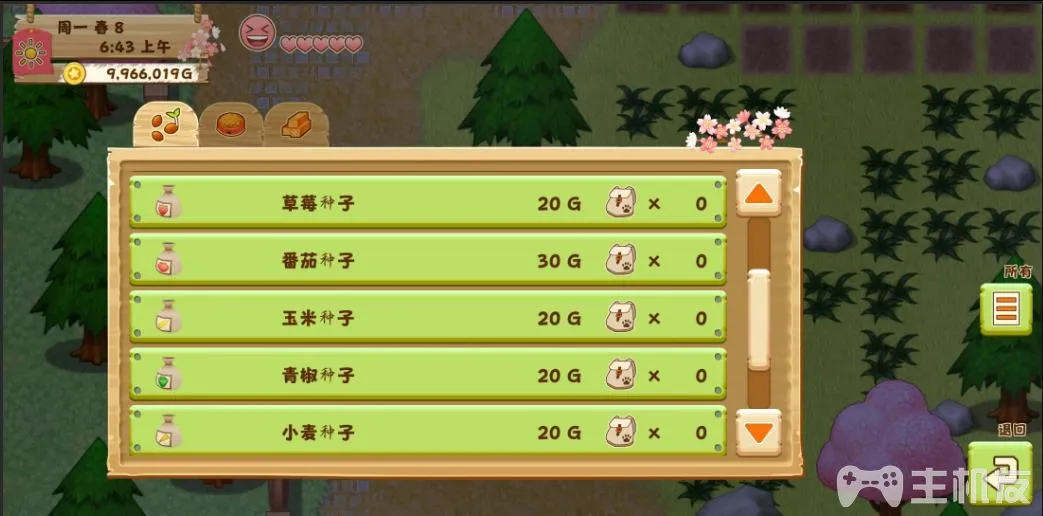 周一 春 8
6:43 上午
9,966,019G
草莓种子 20 G × 0
番茄种子 30 G × 0
玉米种子 20 G × 0
青椒种子 20 G × 0
小麦种子 20 G × 0
所有
退回
主机友